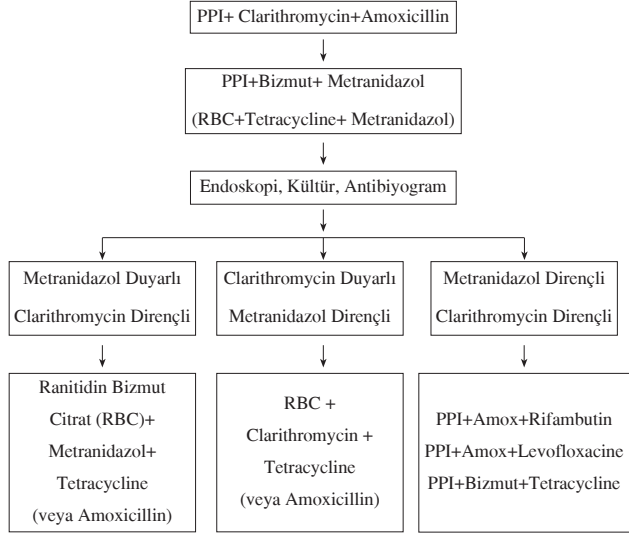 PPI+ Clarithromycin+Amoxicillin
PPI+Bizmut+ Metranidazol
(RBC+Tetracycline+ Metranidazol)
Endoskopi, Kültür, Antibiyogram
Metranidazol Duyarlı
Clarithromycin Dirençli
Clarithromycin Duyarlı
Metranidazol Dirençli
Metranidazol Dirençli
Clarithromycin Dirençli
Ranitidin Bizmut
Citrat (RBC)+
Metranidazol+
Tetracycline
(veya Amoxicillin)
RBC +
Clarithromycin +
Tetracycline
(veya Amoxicillin)
PPI+Amox+Rifambutin
PPI+Amox+Levofloxacine
PPI+Bizmut+Tetracycline